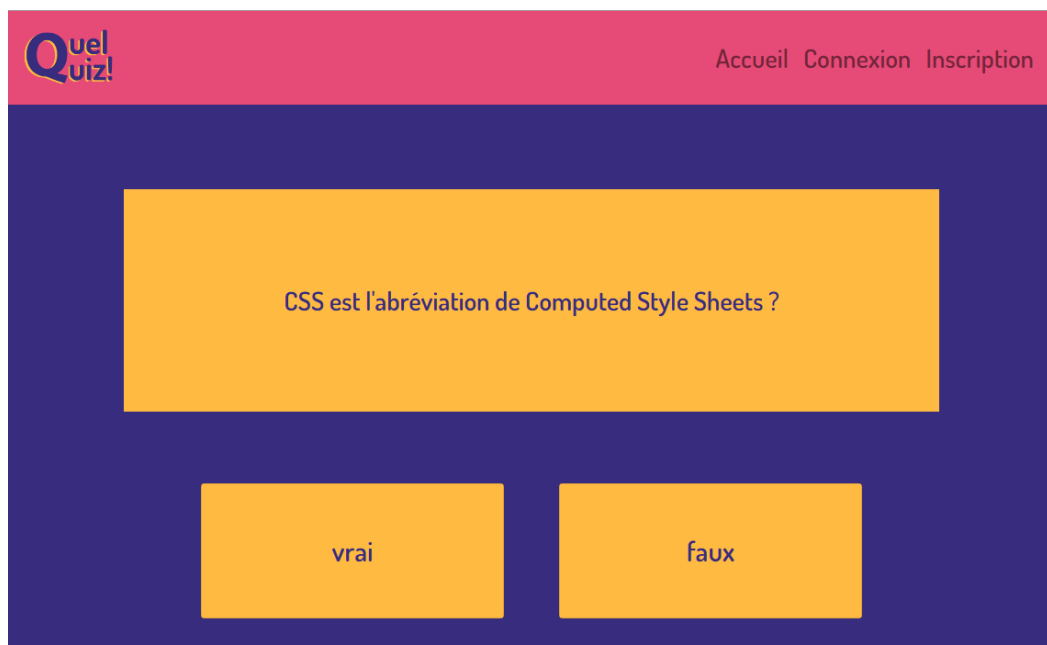 Quel
Quiz!
Accueil Connexion Inscription
CSS est l'abréviation de Computed Style Sheets ?
vrai
faux